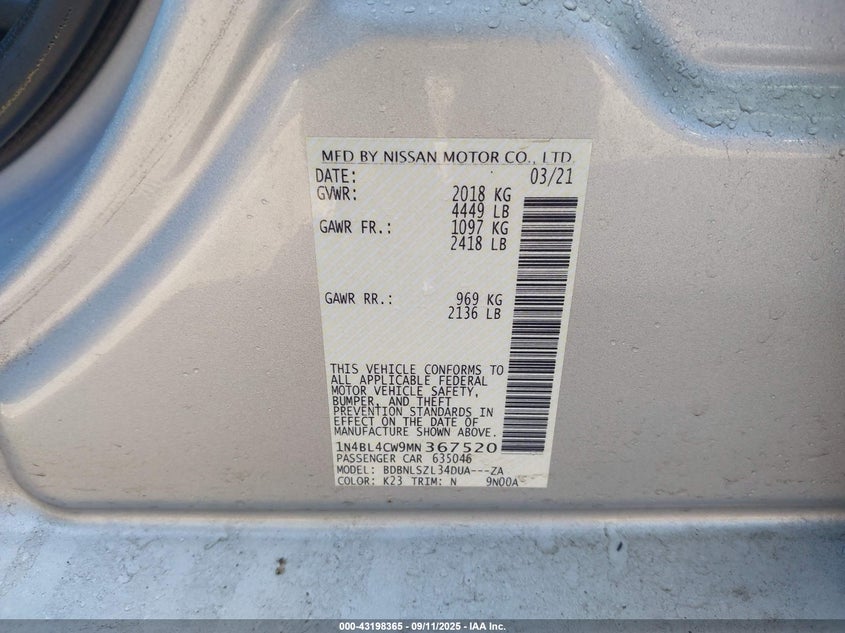 MFD BY NISSAN MOTOR CO., LTD.
DATE: 03/21
GVWR: 2018 KG
4449 LB
GAWR FR.: 1097 KG
2418 LB
GAWR RR.: 969 KG
2136 LB
THIS VEHICLE CONFORMS TO
ALL APPLICABLE FEDERAL
MOTOR VEHICLE SAFETY,
BUMPER, AND THEFT
PREVENTION STANDARDS IN
EFFECT ON THE DATE OF
MANUFACTURE SHOWN ABOVE.
1N4BL4CW9MN367520
PASSENGER CAR 635046
MODEL: BDBNLSZL34DUA---ZA
COLOR: K23 TRIM: N 9N00A
000-43198365 - 09/11/2025 - IAA Inc.